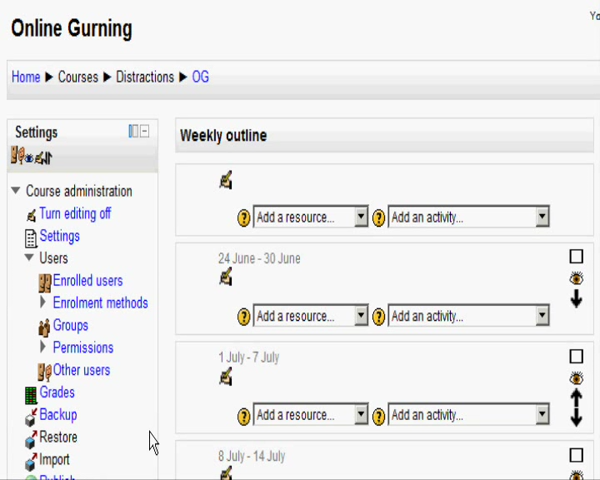 Yo
Online Gurning
Home ▶ Courses ▶ Distractions ▶ OG
Settings
Course administration
Turn editing off
Settings
Users
Enrolled users
Enrolment methods
Groups
Permissions
Other users
Grades
Backup
Restore
Import
Publish
Weekly outline
Add a resource... Add an activity...
24 June - 30 June
Add a resource... Add an activity...
1 July - 7 July
Add a resource... Add an activity...
8 July - 14 July